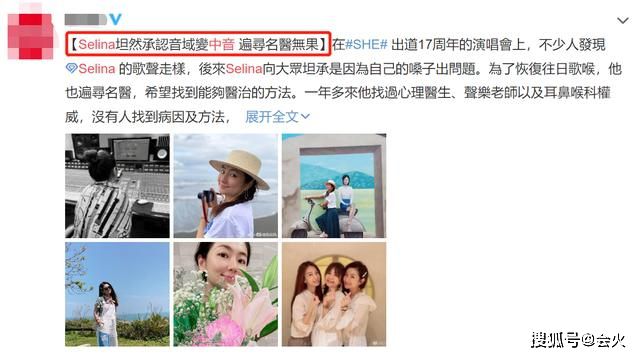 【Selina坦然承認音域變中音 遍尋名醫無果】在#SHE# 出道17周年的演唱會上，不少人發現
Selina 的歌聲走樣，後來Selina向大眾坦承是因為自己的嗓子出問題。為了恢復往日歌喉，他
也遍尋名醫，希望找到能夠醫治的方法。一年多來他找過心理醫生、聲樂老師以及耳鼻喉科權
威，沒有人找到病因及方法， 展开全文
搜狐号@会火